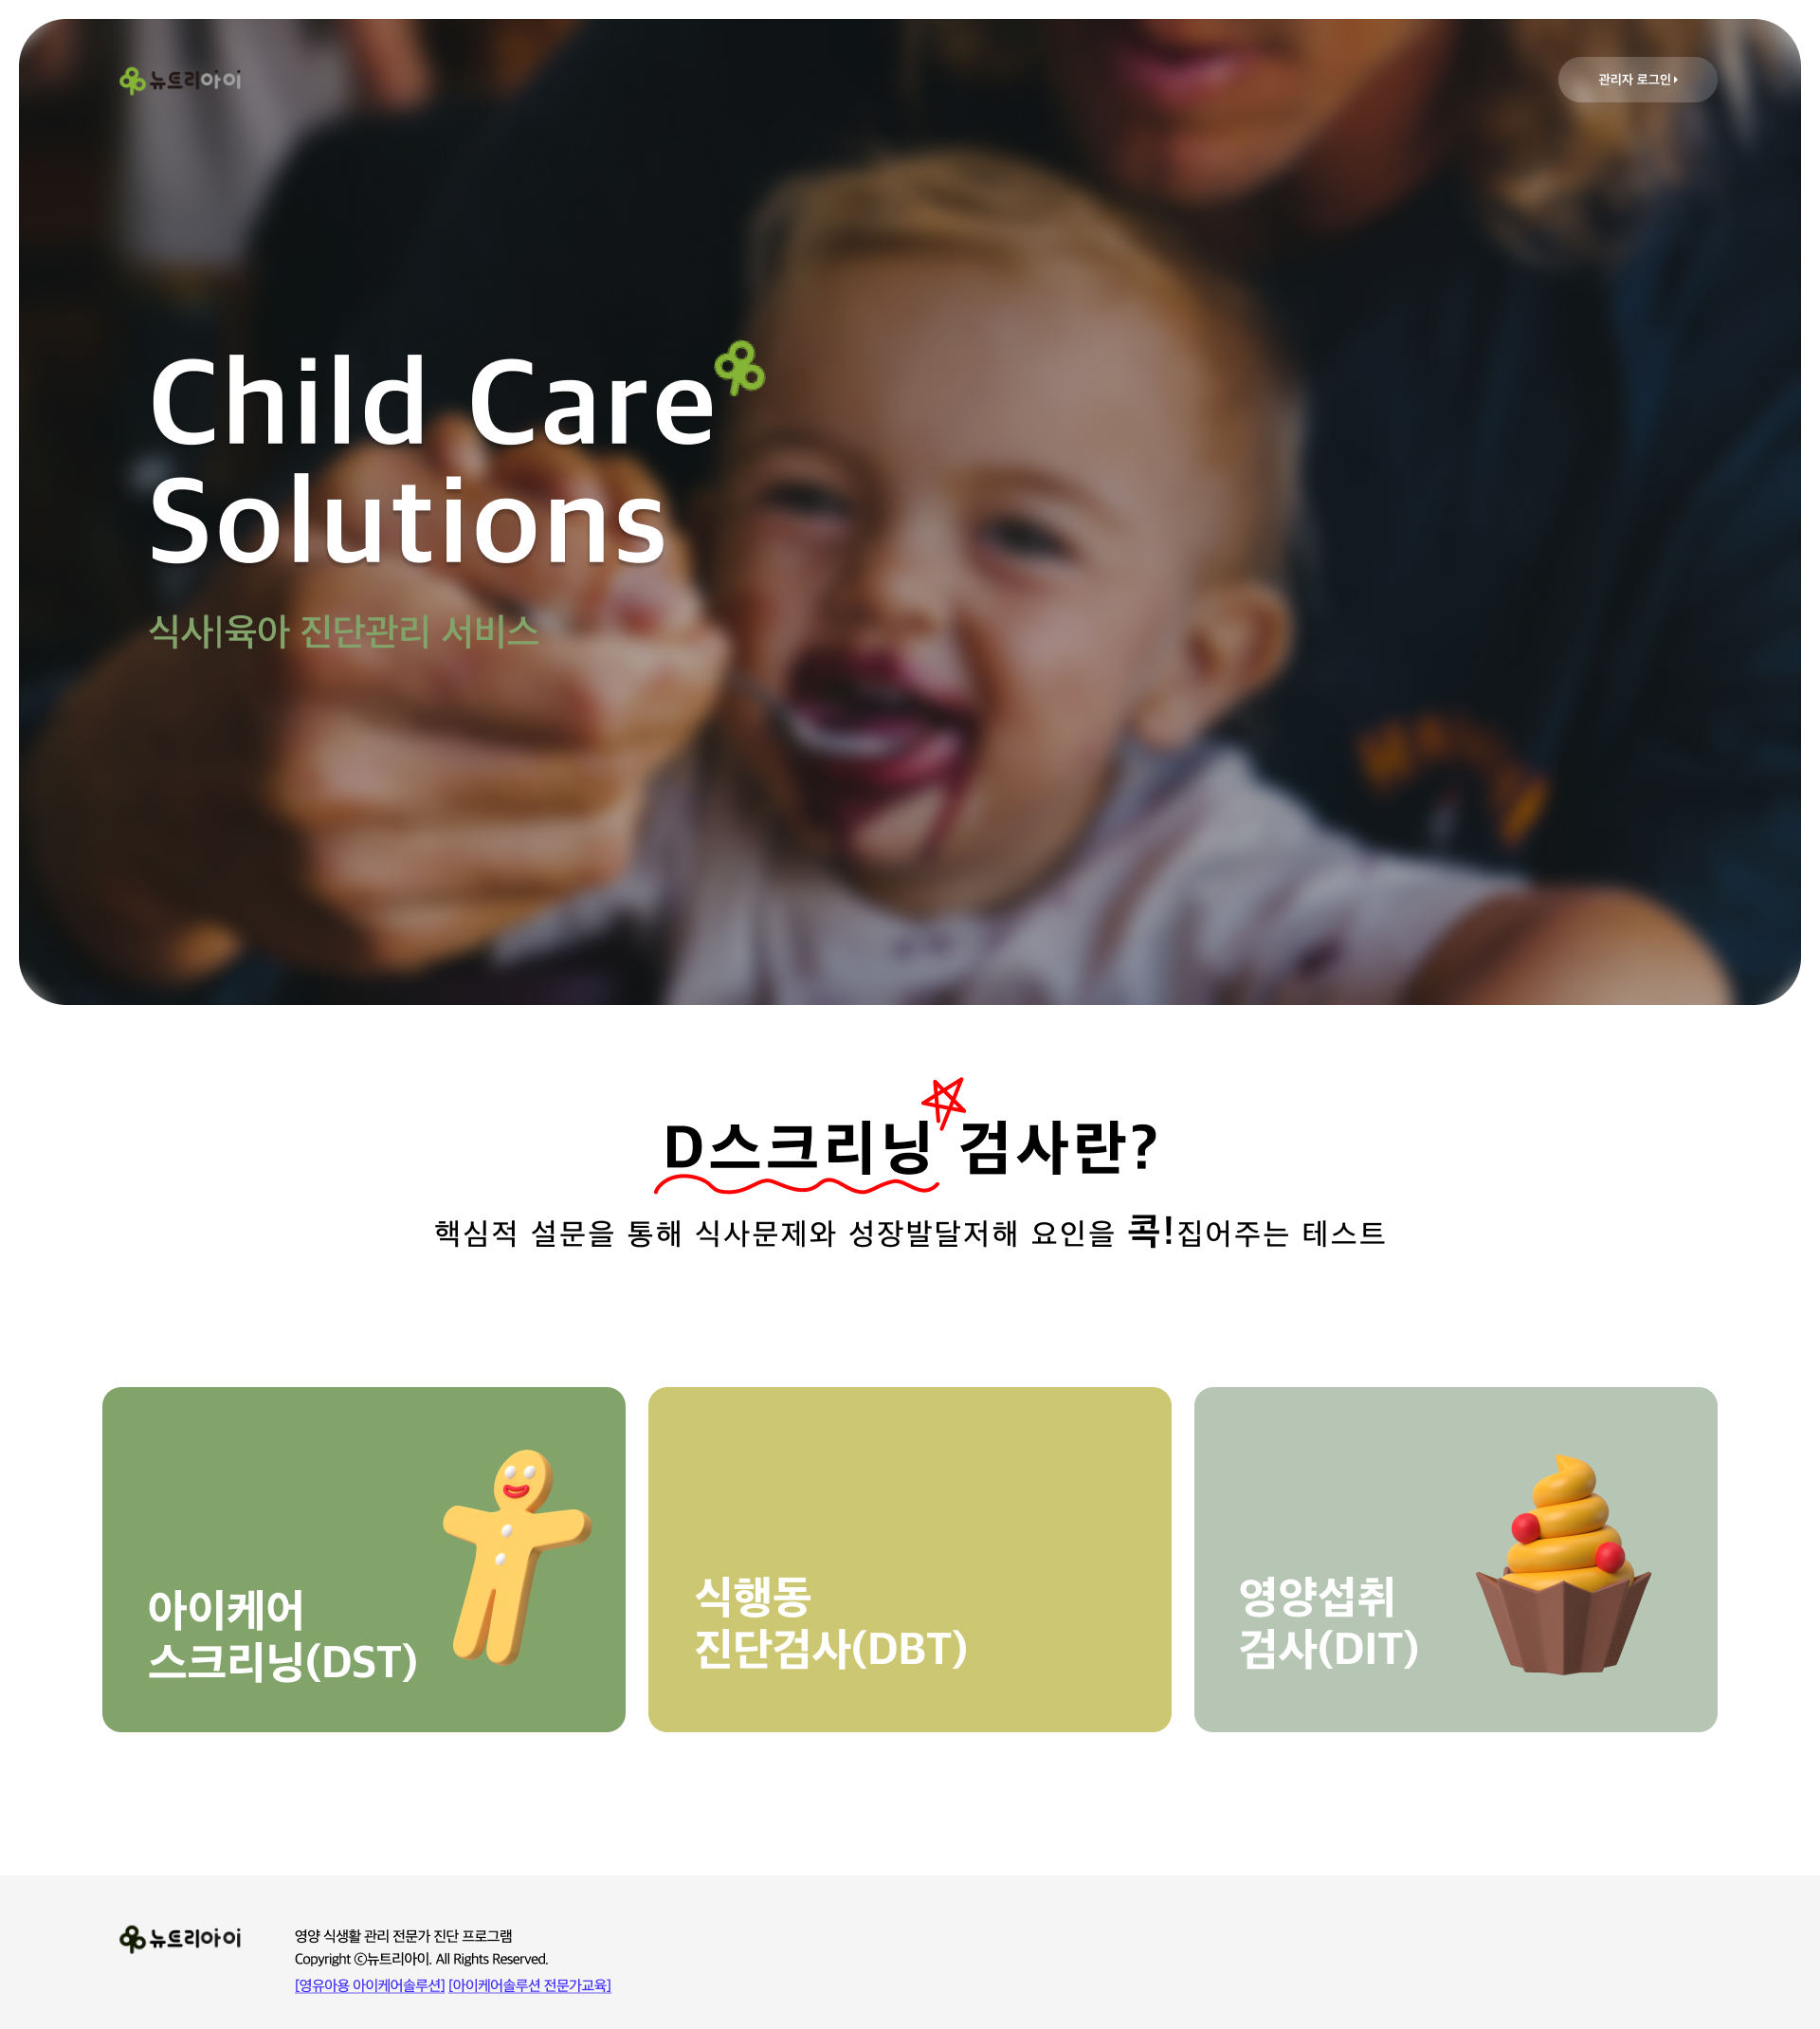 뉴트리아이
관리자 로그인
Child Care
Solutions
식사|육아 진단관리 서비스
D스크리닝 검사란?
핵심적 설문을 통해 식사문제와 성장발달저해 요인을 콕!집어주는 테스트
아이케어
스크리닝(DST)
식행동
진단검사(DBT)
영양섭취
검사(DIT)
뉴트리아이
영양 식생활 관리 전문가 진단 프로그램
Copyright ⓒ뉴트리아이. All Rights Reserved.
[영유아용 아이케어솔루션] [아이케어솔루션 전문가교육]